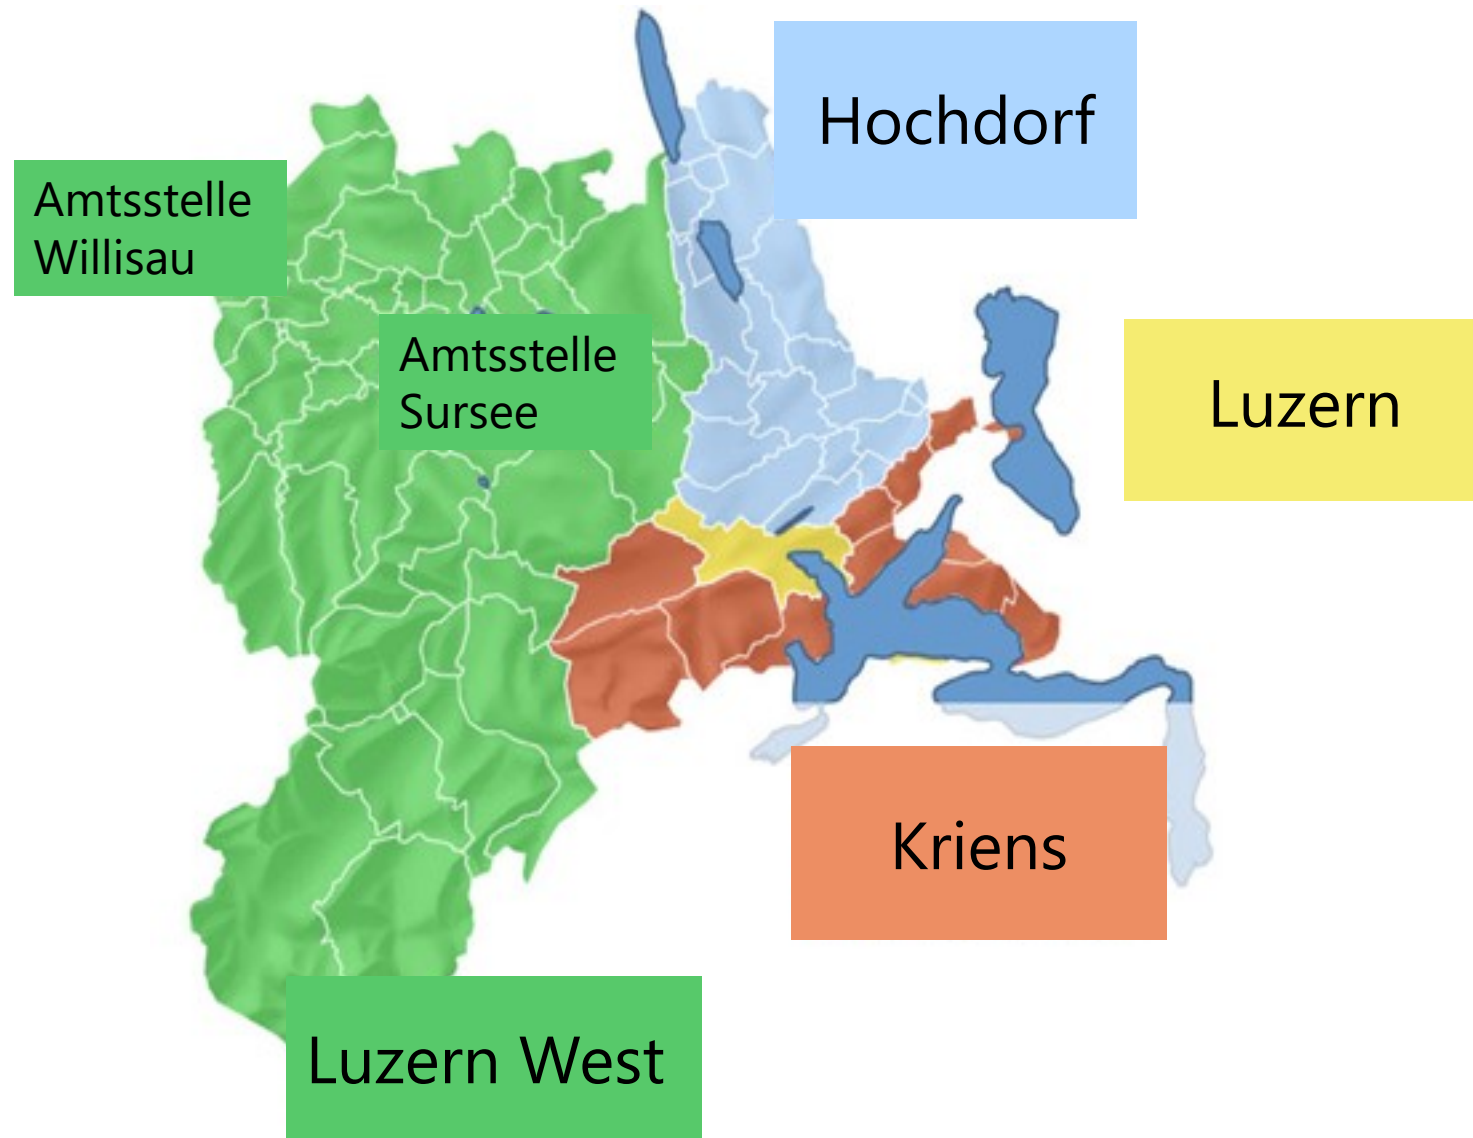 Hochdorf
Amtsstelle
Willisau
Amtsstelle
Sursee
Luzern
Kriens
Luzern West